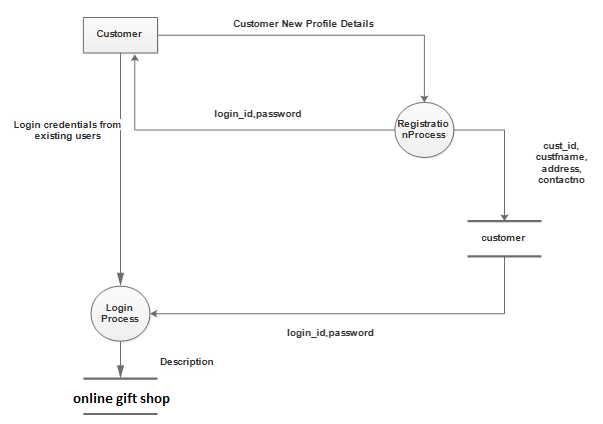 Customer New Profile Details
Customer
login_id,password
Registratio
nProcess
Login credentials from
existing users
cust_id,
custfname,
address,
contactno
customer
Login
Process
login_id,password
Description
online gift shop